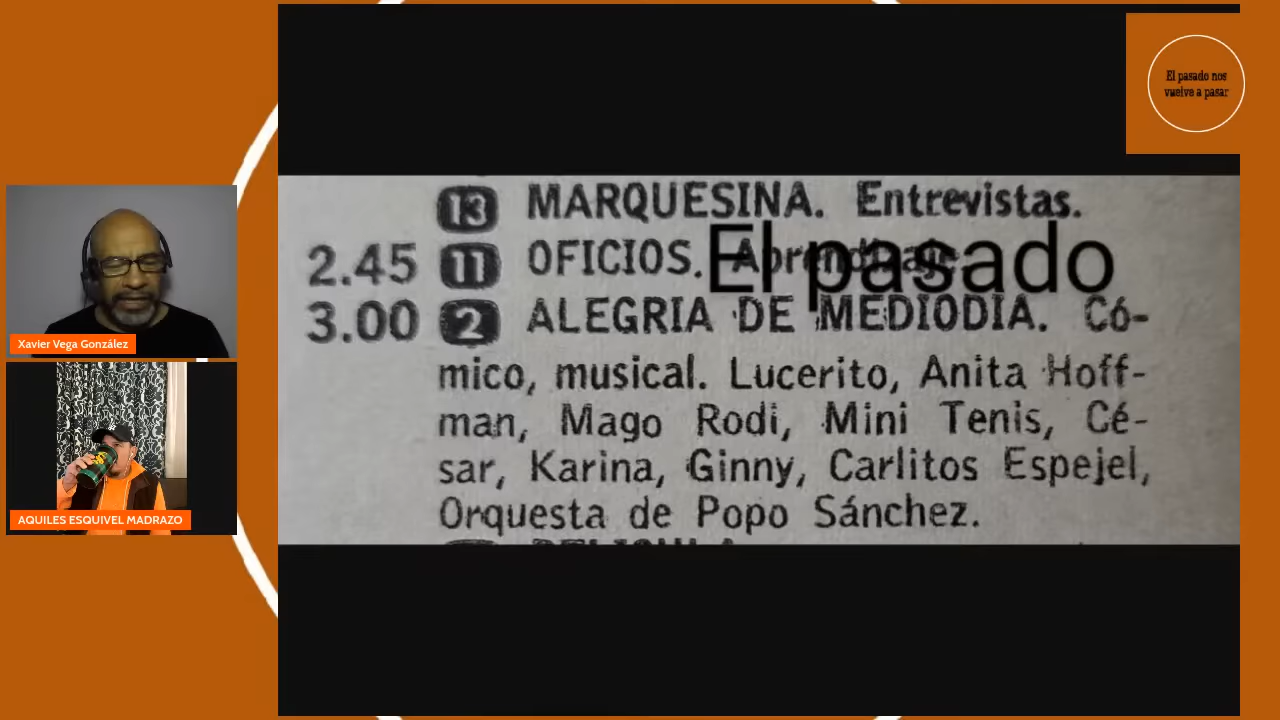 El pasado nos
vuelve a pasar
13 MARQUESINA. Entrevistas.
2.45 11 OFICIOS. Aprendizaje.
El pasado
3.00 2 ALEGRIA DE MEDIODIA. Có-
mico, musical. Lucerito, Anita Hoff-
man, Mago Rodi, Mini Tenis, Cé-
sar, Karina, Ginny, Carlitos Espejel,
Orquesta de Popo Sánchez.
Xavier Vega González
AQUILES ESQUIVEL MADRAZO